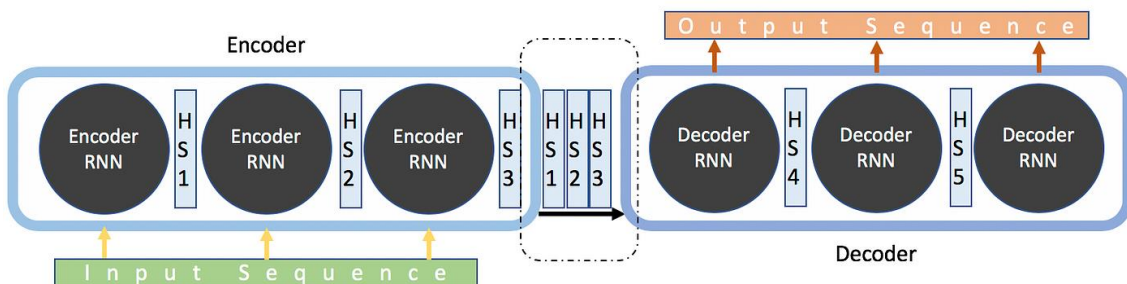 Output Sequence
Encoder
Encoder RNN
HS1
Encoder RNN
HS2
Encoder RNN
HS3
HS1
HS2
HS3
Decoder RNN
HS4
Decoder RNN
HS5
Decoder RNN
Decoder
Input Sequence